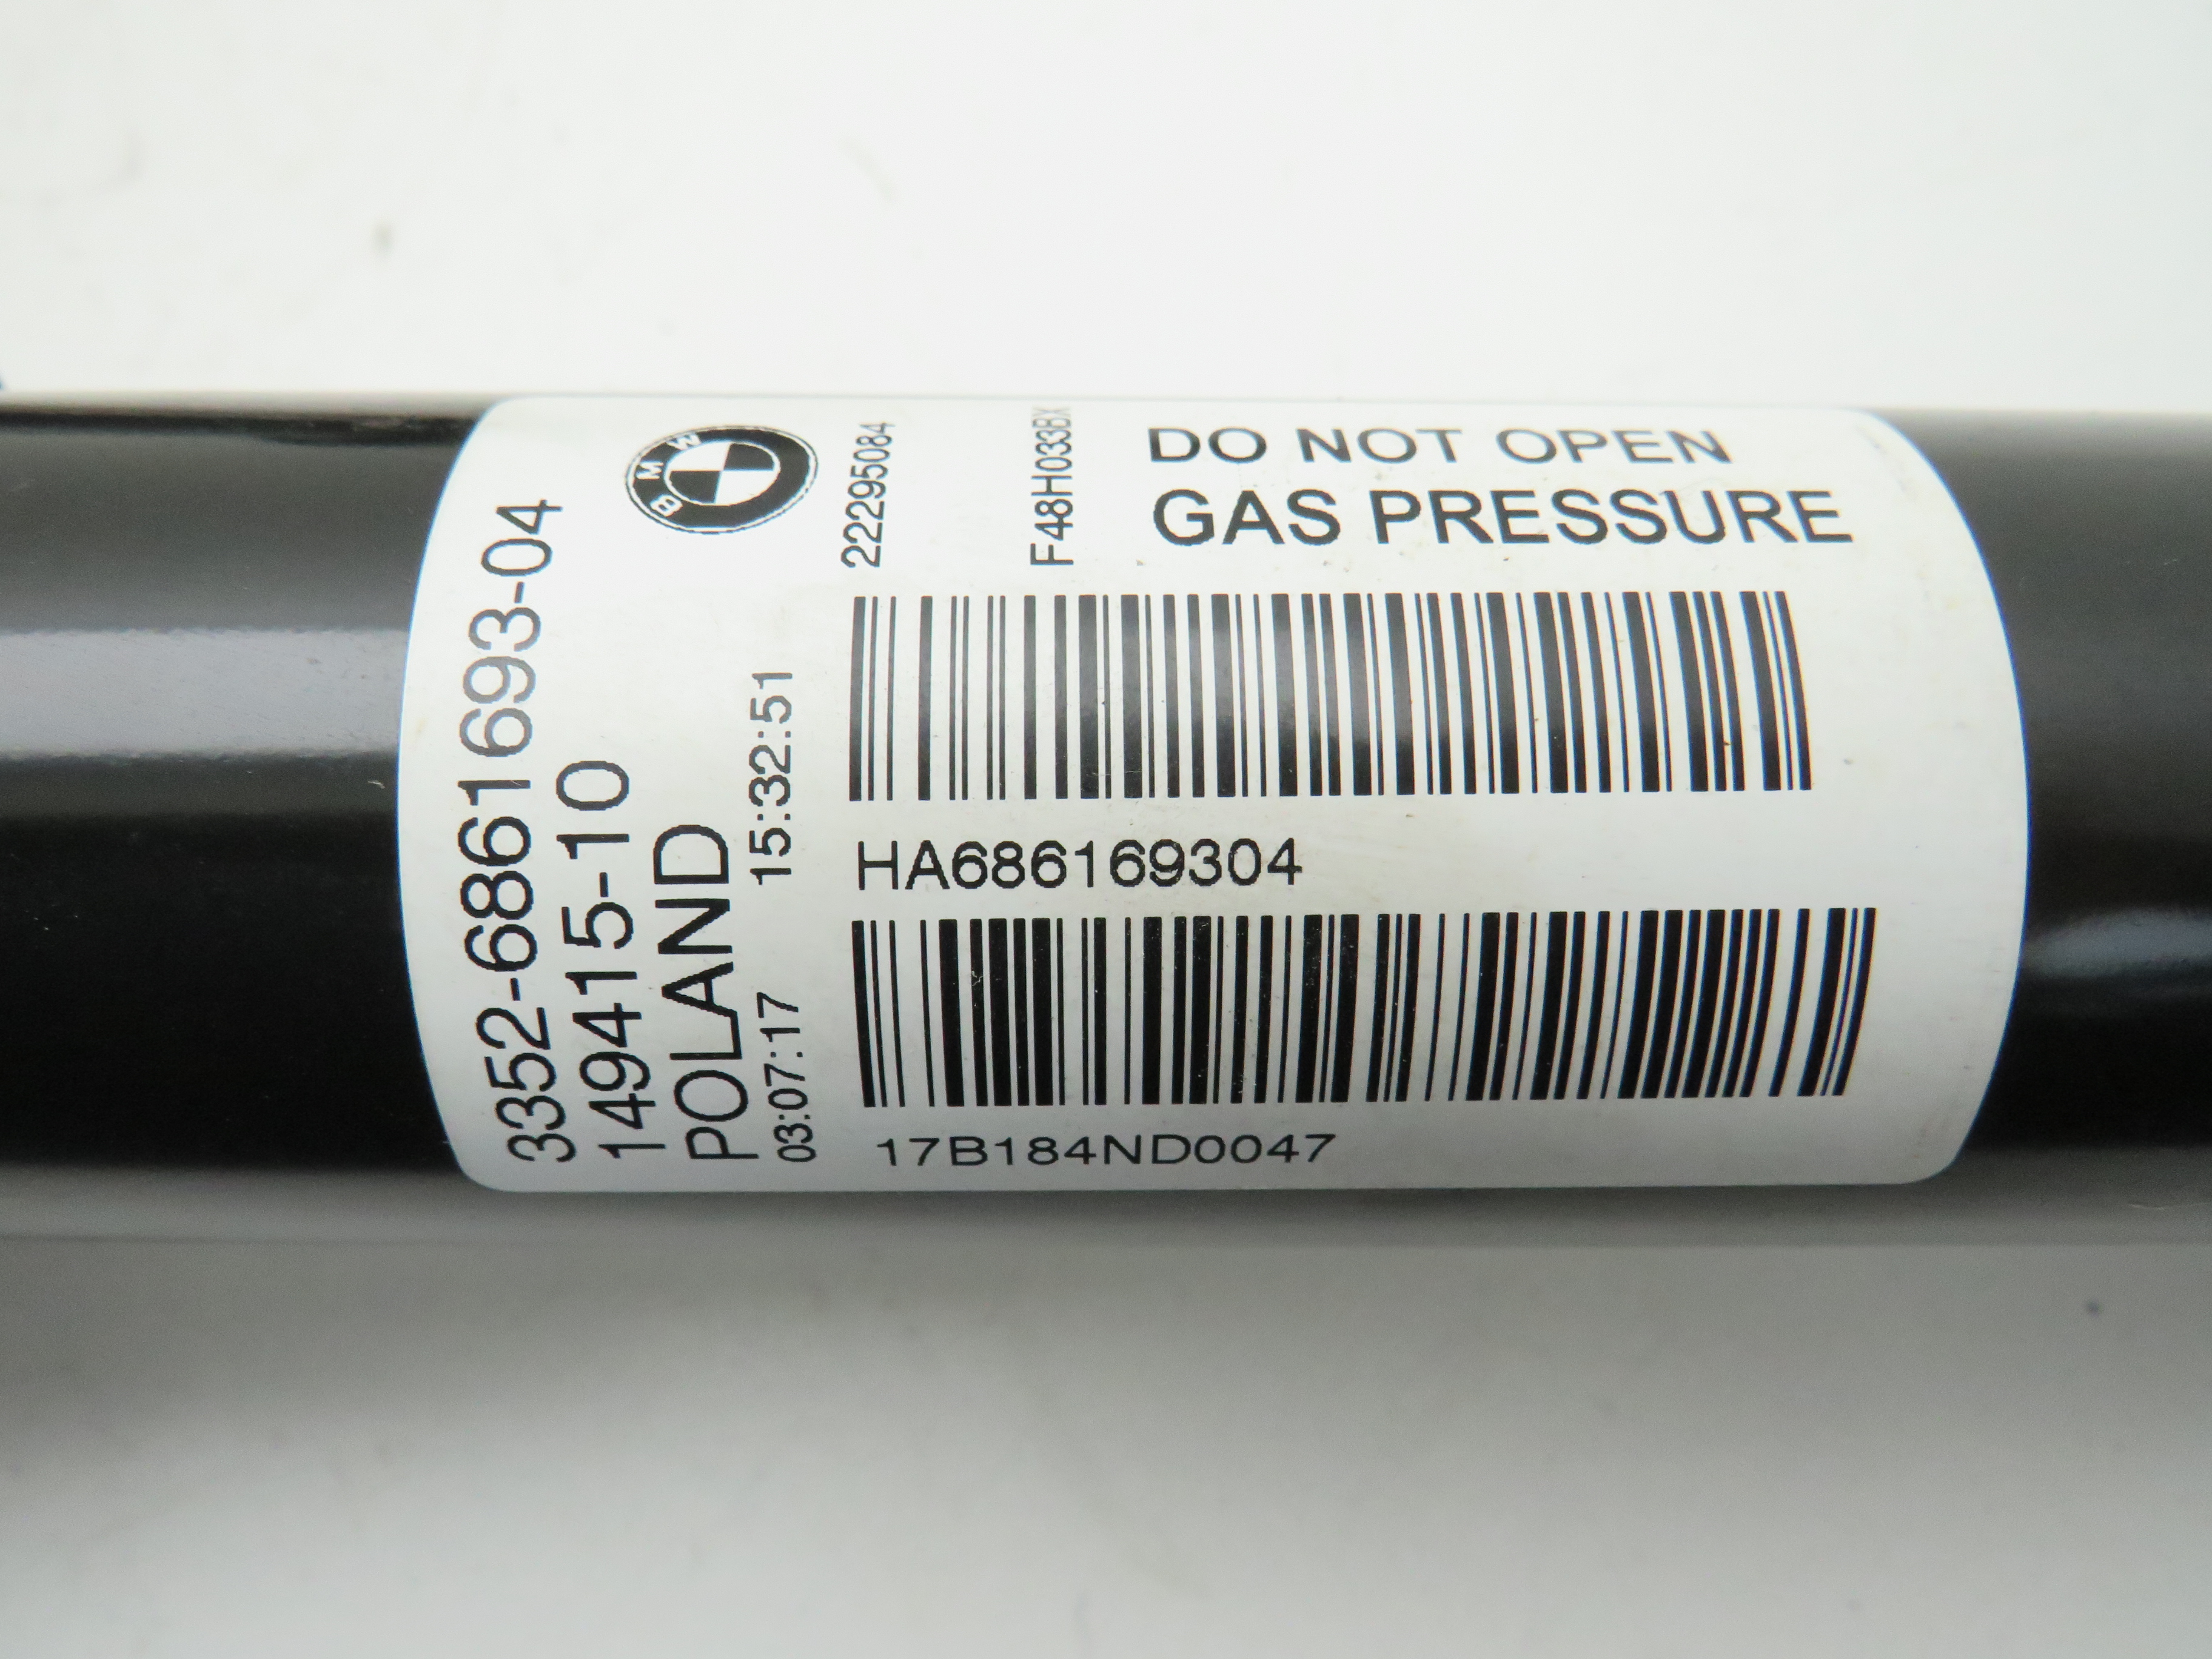 3352-6861693-04
149415-10
POLAND
03:07:17 15:32:51
BMW
22295084
F48H033BX
DO NOT OPEN
GAS PRESSURE
HA686169304
17B184ND0047